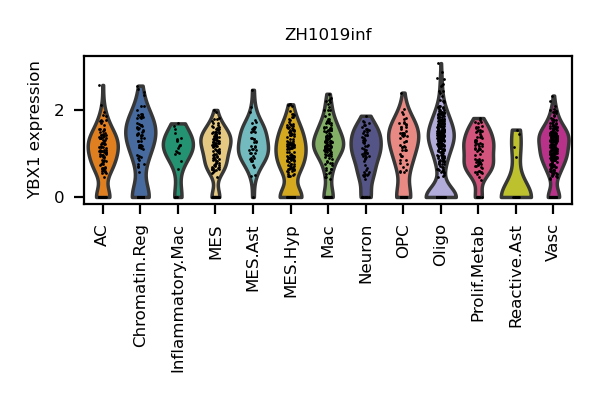 ZH1019inf
YBX1 expression
2
0
AC
Chromatin.Reg
Inflammatory.Mac
MES
MES.Ast
MES.Hyp
Mac
Neuron
OPC
Oligo
Prolif.Metab
Reactive.Ast
Vasc